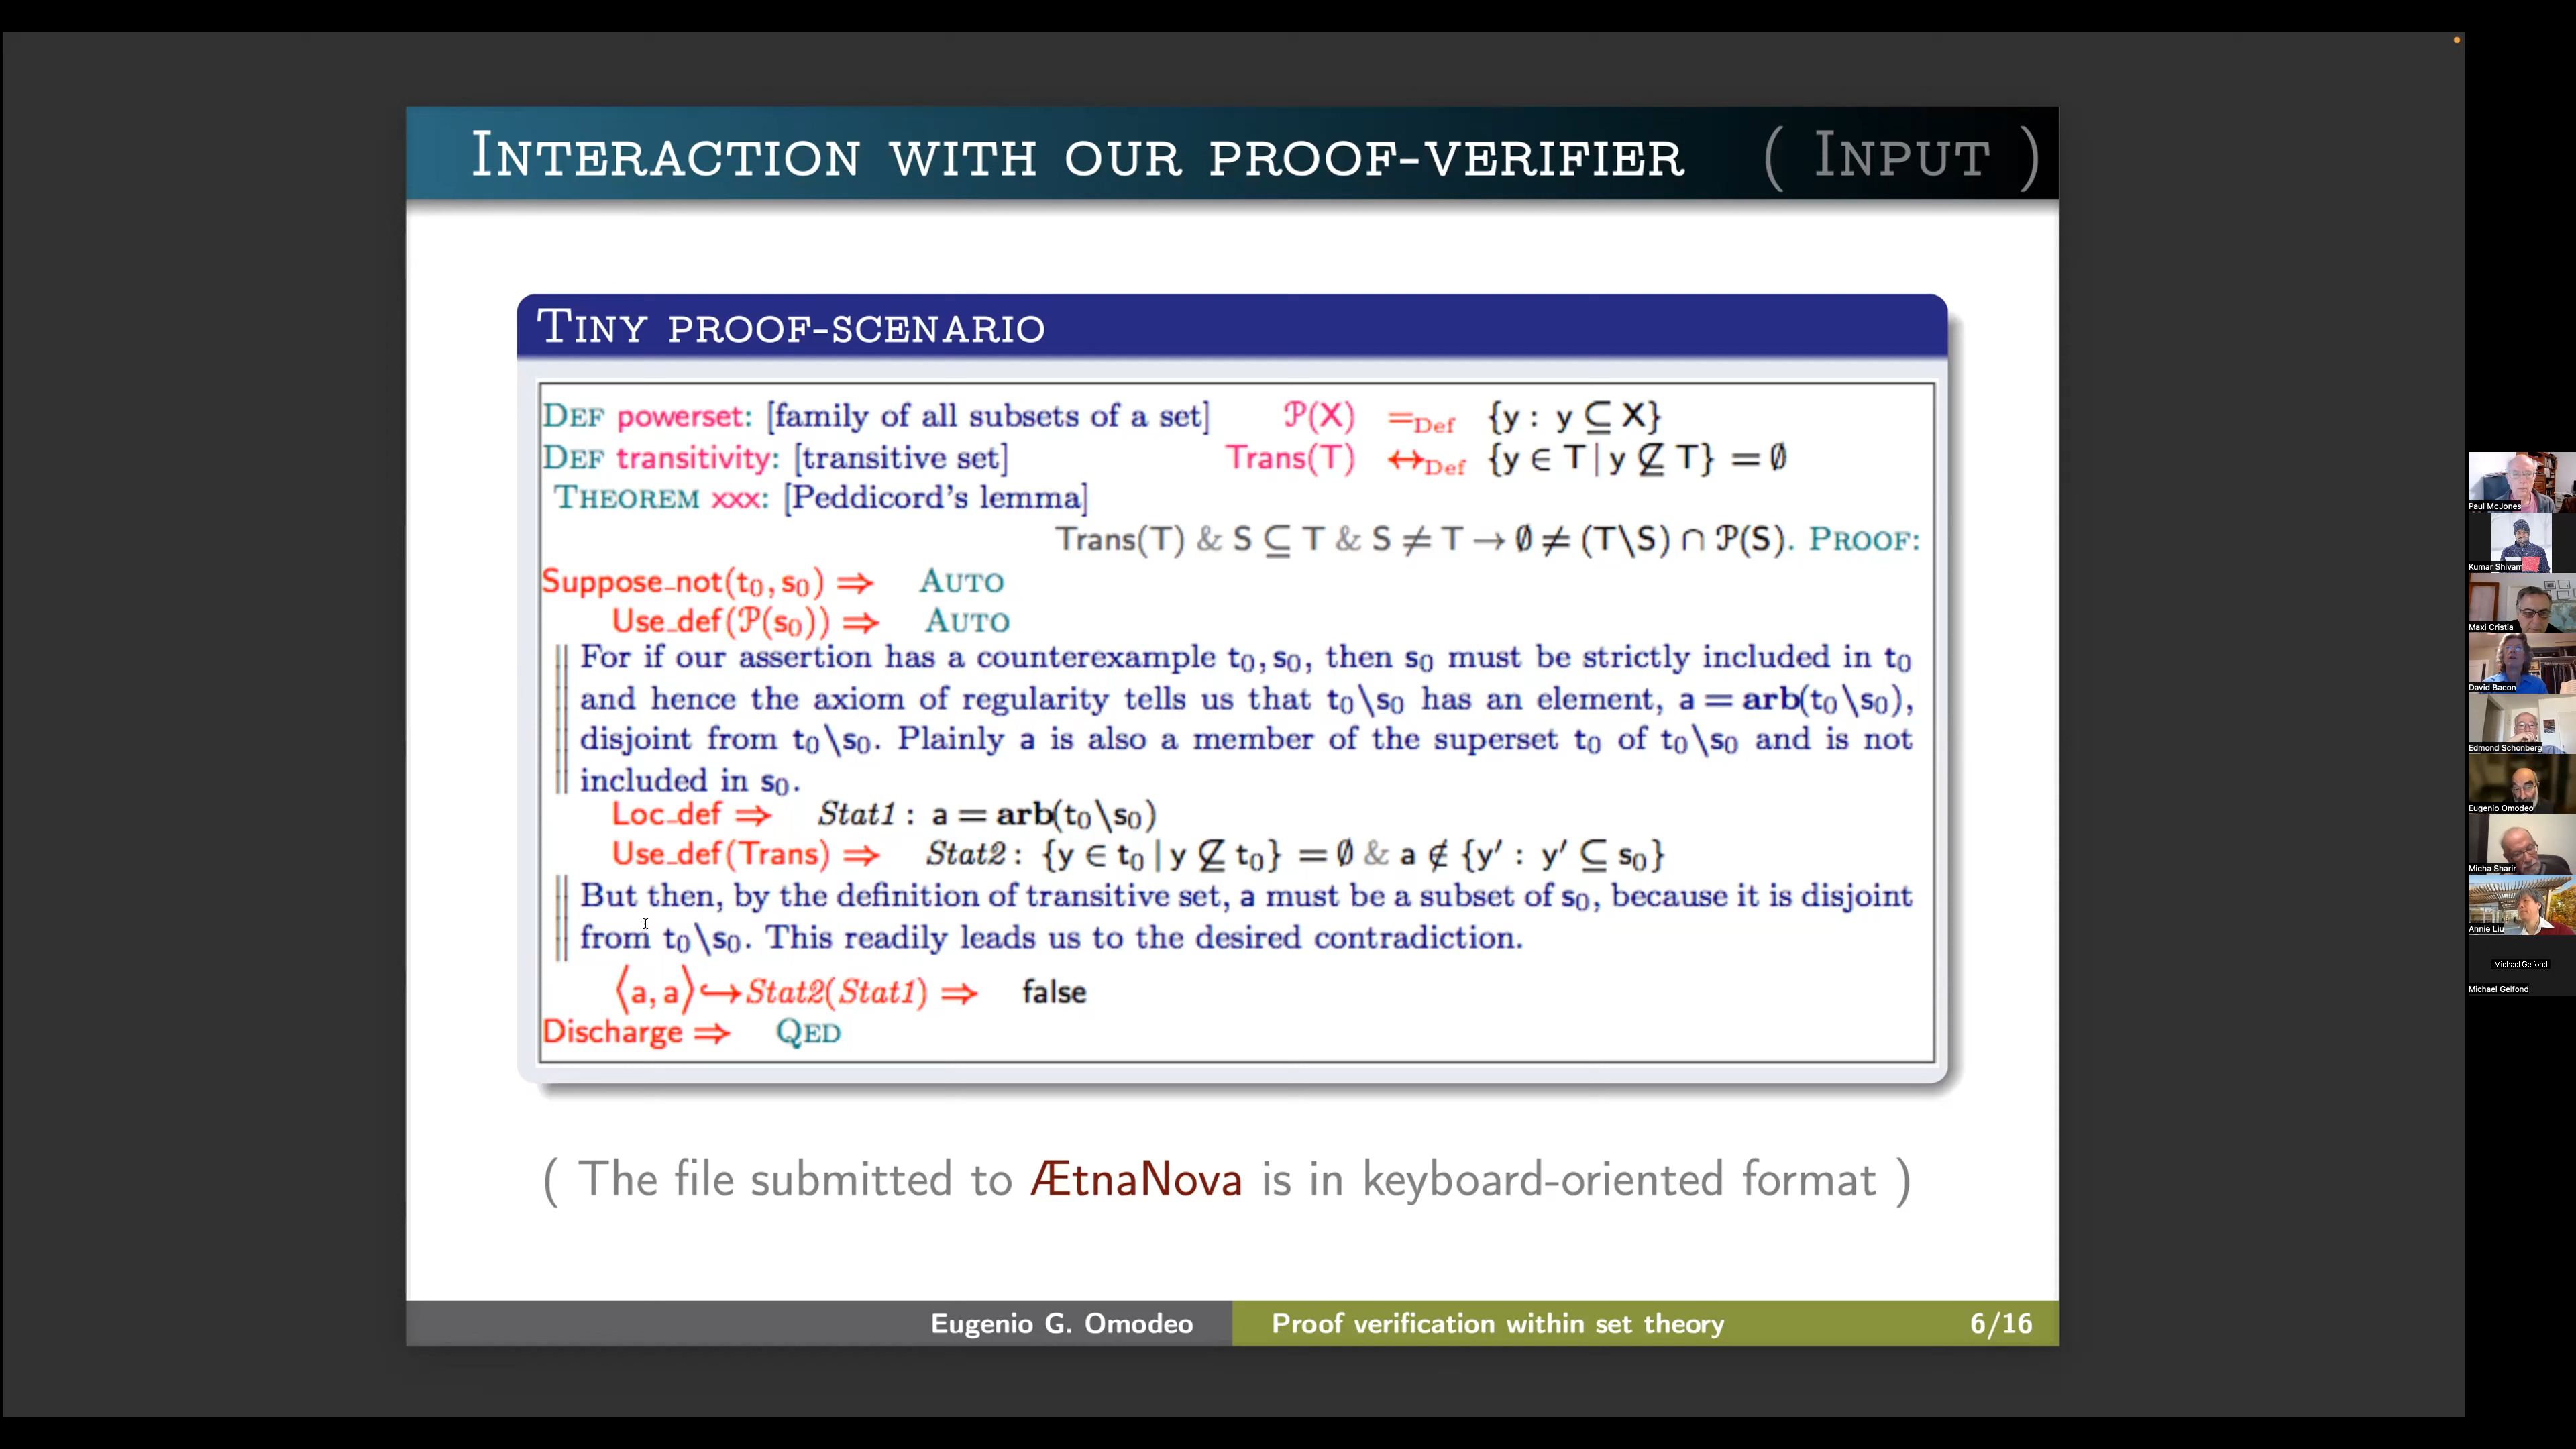 INTERACTION WITH OUR PROOF-VERIFIER ( INPUT )
TINY PROOF-SCENARIO
DEF powerset: [family of all subsets of a set] 𝒫(X) =Def {y : y ⊆ X}
DEF transitivity: [transitive set] Trans(T) ↔Def {y ∈ T | y ⊈ T} = ∅
THEOREM xxx: [Peddicord's lemma]
Trans(T) & S ⊆ T & S ≠ T → ∅ ≠ (T\S) ∩ 𝒫(S). PROOF:
Suppose_not(t₀, s₀) ⇒ AUTO
Use_def(𝒫(s₀)) ⇒ AUTO
For if our assertion has a counterexample t₀, s₀, then s₀ must be strictly included in t₀
and hence the axiom of regularity tells us that t₀\s₀ has an element, a = arb(t₀\s₀),
disjoint from t₀\s₀. Plainly a is also a member of the superset t₀ of t₀\s₀ and is not
included in s₀.
Loc_def ⇒ Stat1 : a = arb(t₀\s₀)
Use_def(Trans) ⇒ Stat2 : {y ∈ t₀ | y ⊈ t₀} = ∅ & a ∉ {y′ : y′ ⊆ s₀}
But then, by the definition of transitive set, a must be a subset of s₀, because it is disjoint
from t₀\s₀. This readily leads us to the desired contradiction.
⟨a, a⟩↪Stat2(Stat1) ⇒ false
Discharge ⇒ QED
( The file submitted to ÆtnaNova is in keyboard-oriented format )
Eugenio G. Omodeo Proof verification within set theory 6/16
Paul McJones
Kumar Shivam
Maxi Cristia
David Bacon
Edmond Schonberg
Eugenio Omodeo
Micha Sharir
Annie Liu
Michael Gelfond
Michael Gelfond